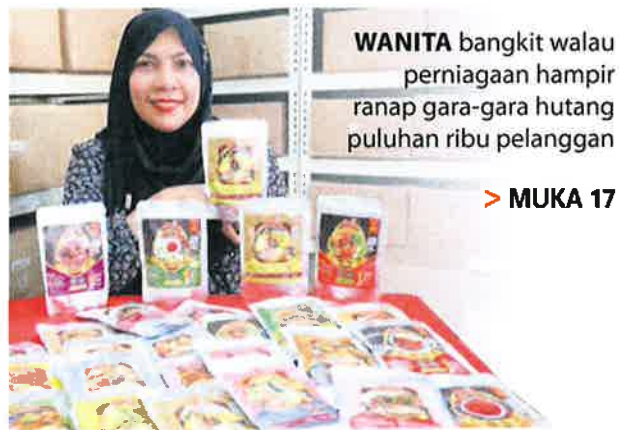 WANITA bangkit walau
perniagaan hampir
ranap gara-gara hutang
puluhan ribu pelanggan
> MUKA 17